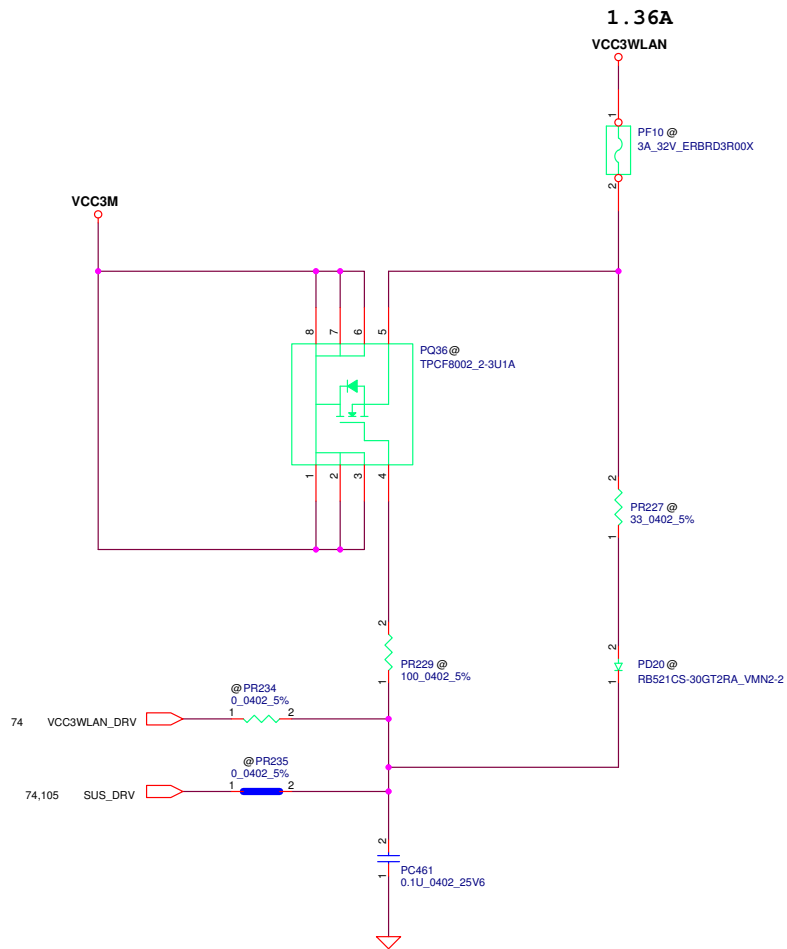 1.36A
VCC3WLAN
1
PF10 @
3A_32V_ERBRD3R00X
2
VCC3M
8 7 6 5
PQ36@
TPCF8002_2-3U1A
1 2 3 4
2
PR227 @
33_0402_5%
1
2
PR229 @
100_0402_5%
1
2
PD20@
RB521CS-30GT2RA_VMN2-2
1
@PR234
0_0402_5%
74 VCC3WLAN_DRV 1 2
@PR235
0_0402_5%
74,105 SUS_DRV 1 2
2
PC461
0.1U_0402_25V6
1